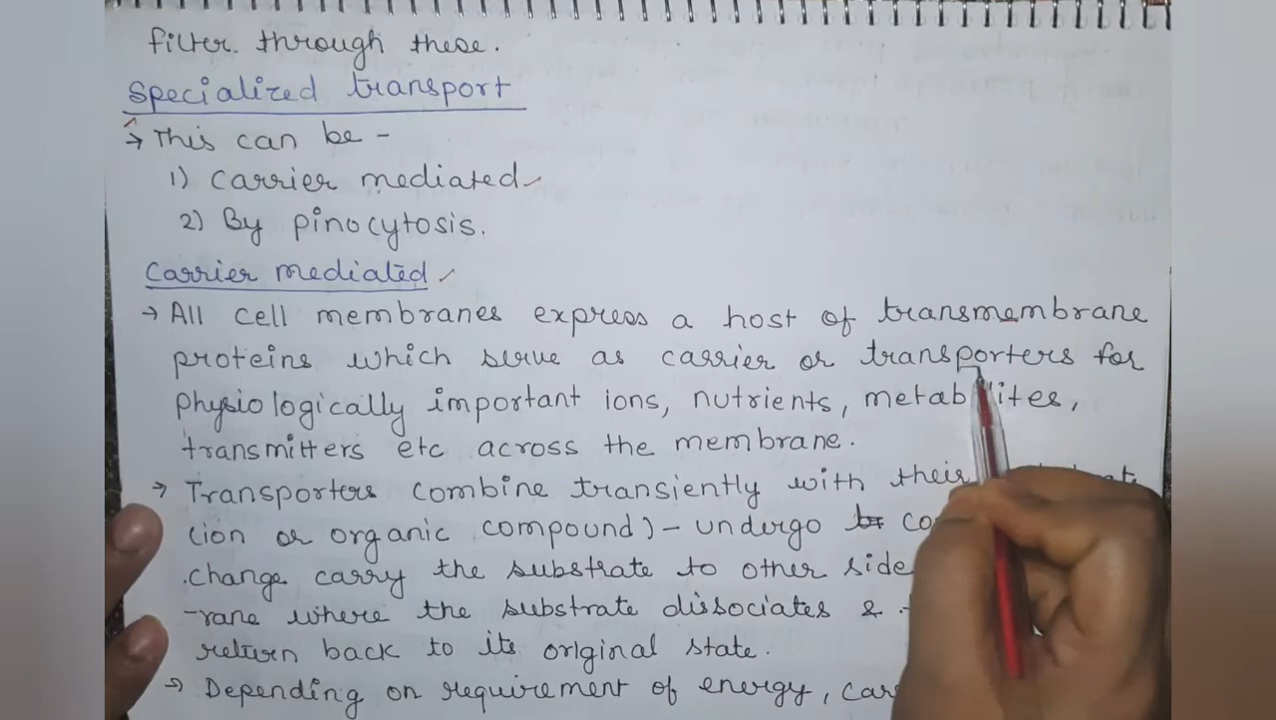 filter through these.
Specialized transport
→ This can be -
1) Carrier mediated
2) By pinocytosis.
Carrier mediated
→ All cell membranes express a host of transmembrane
proteins which serve as carrier or transporters for
physiologically important ions, nutrients,
transmitters etc across the membrane.
→ Transporters combine transiently with their
(ion or organic compound) - undergo
change carry the substrate to other side
-rane where the substrate dissociates &
return back to its original state.
→ Depending on requirement of energy,